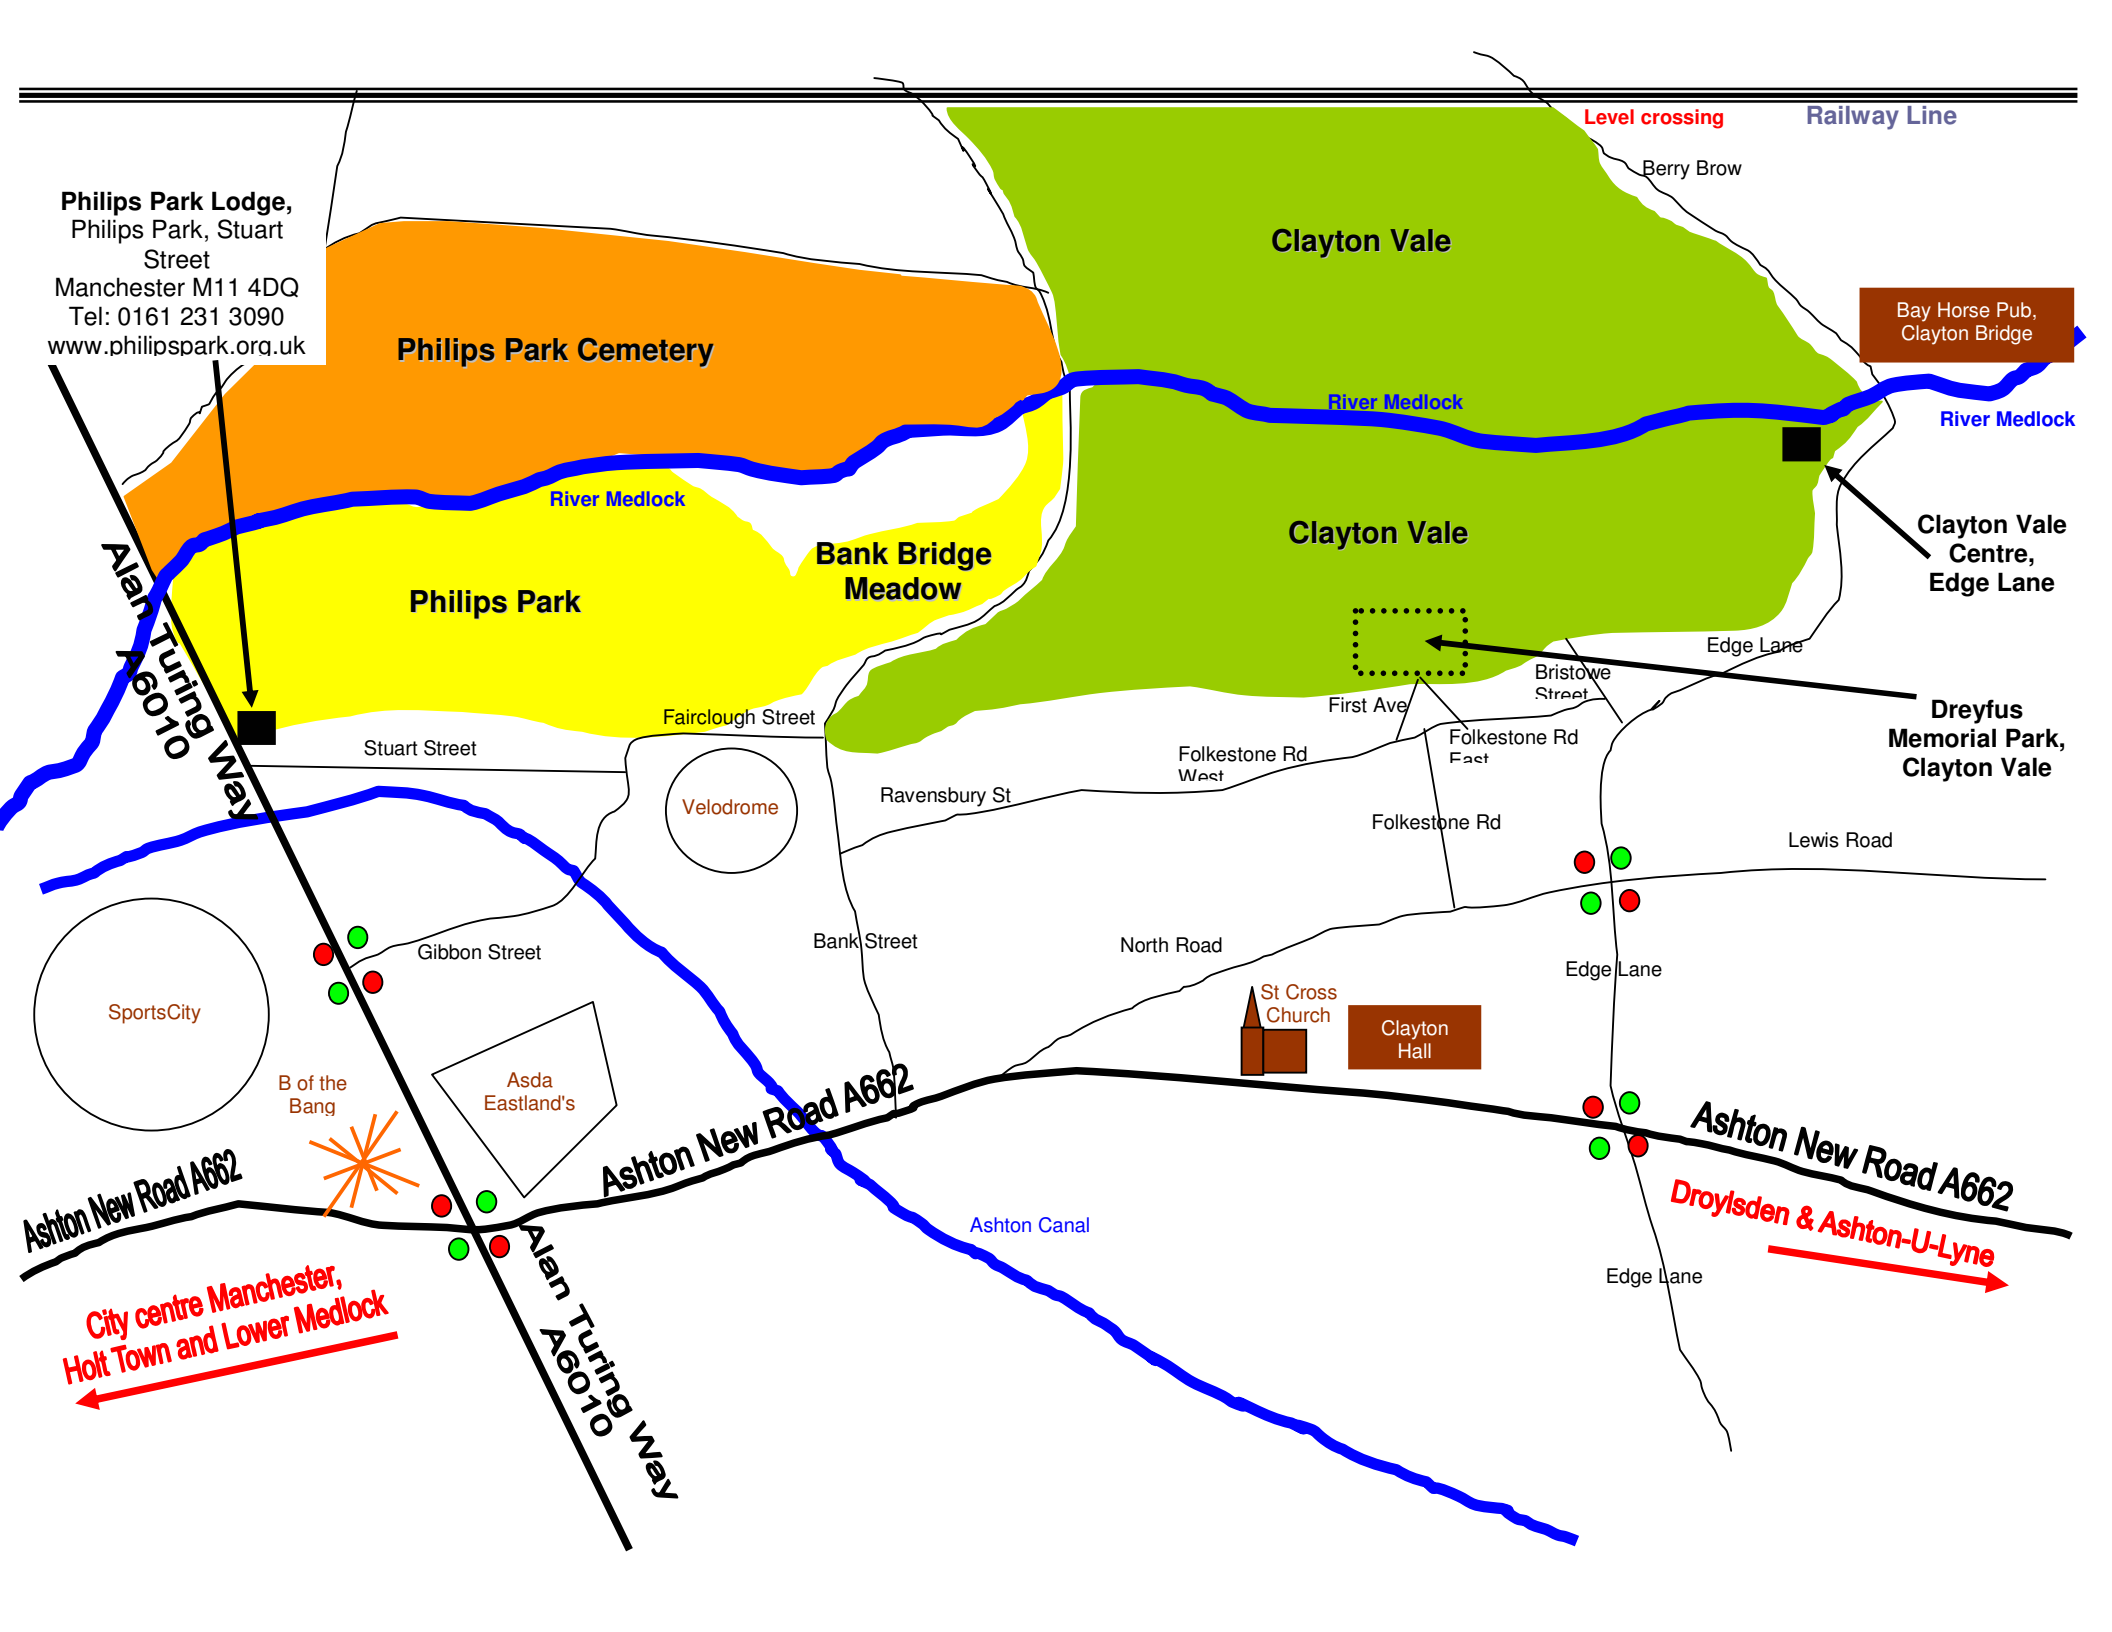 Level crossing
Railway Line
Berry Brow
Philips Park Lodge,
Philips Park, Stuart
Street
Manchester M11 4DQ
Tel: 0161 231 3090
www.philipspark.org.uk
Clayton Vale
Philips Park Cemetery
Bay Horse Pub,
Clayton Bridge
River Medlock
River Medlock
River Medlock
Clayton Vale
Clayton Vale
Centre,
Edge Lane
Bank Bridge
Meadow
Philips Park
Alan Turing Way
A6010
Edge Lane
Bristowe
Street
First Ave
Fairclough Street
Stuart Street
Dreyfus
Memorial Park,
Clayton Vale
Folkestone Rd
East
Folkestone Rd
West
Velodrome
Ravensbury St
Folkestone Rd
Lewis Road
Gibbon Street
Bank Street
North Road
Edge Lane
SportsCity
St Cross
Church
Clayton
Hall
B of the
Bang
Asda
Eastland's
Ashton New Road A662
Ashton New Road A662
Ashton New Road A662
Droylsden & Ashton-U-Lyne
Ashton Canal
Edge Lane
City centre Manchester,
Holt Town and Lower Medlock
Alan Turing Way
A6010